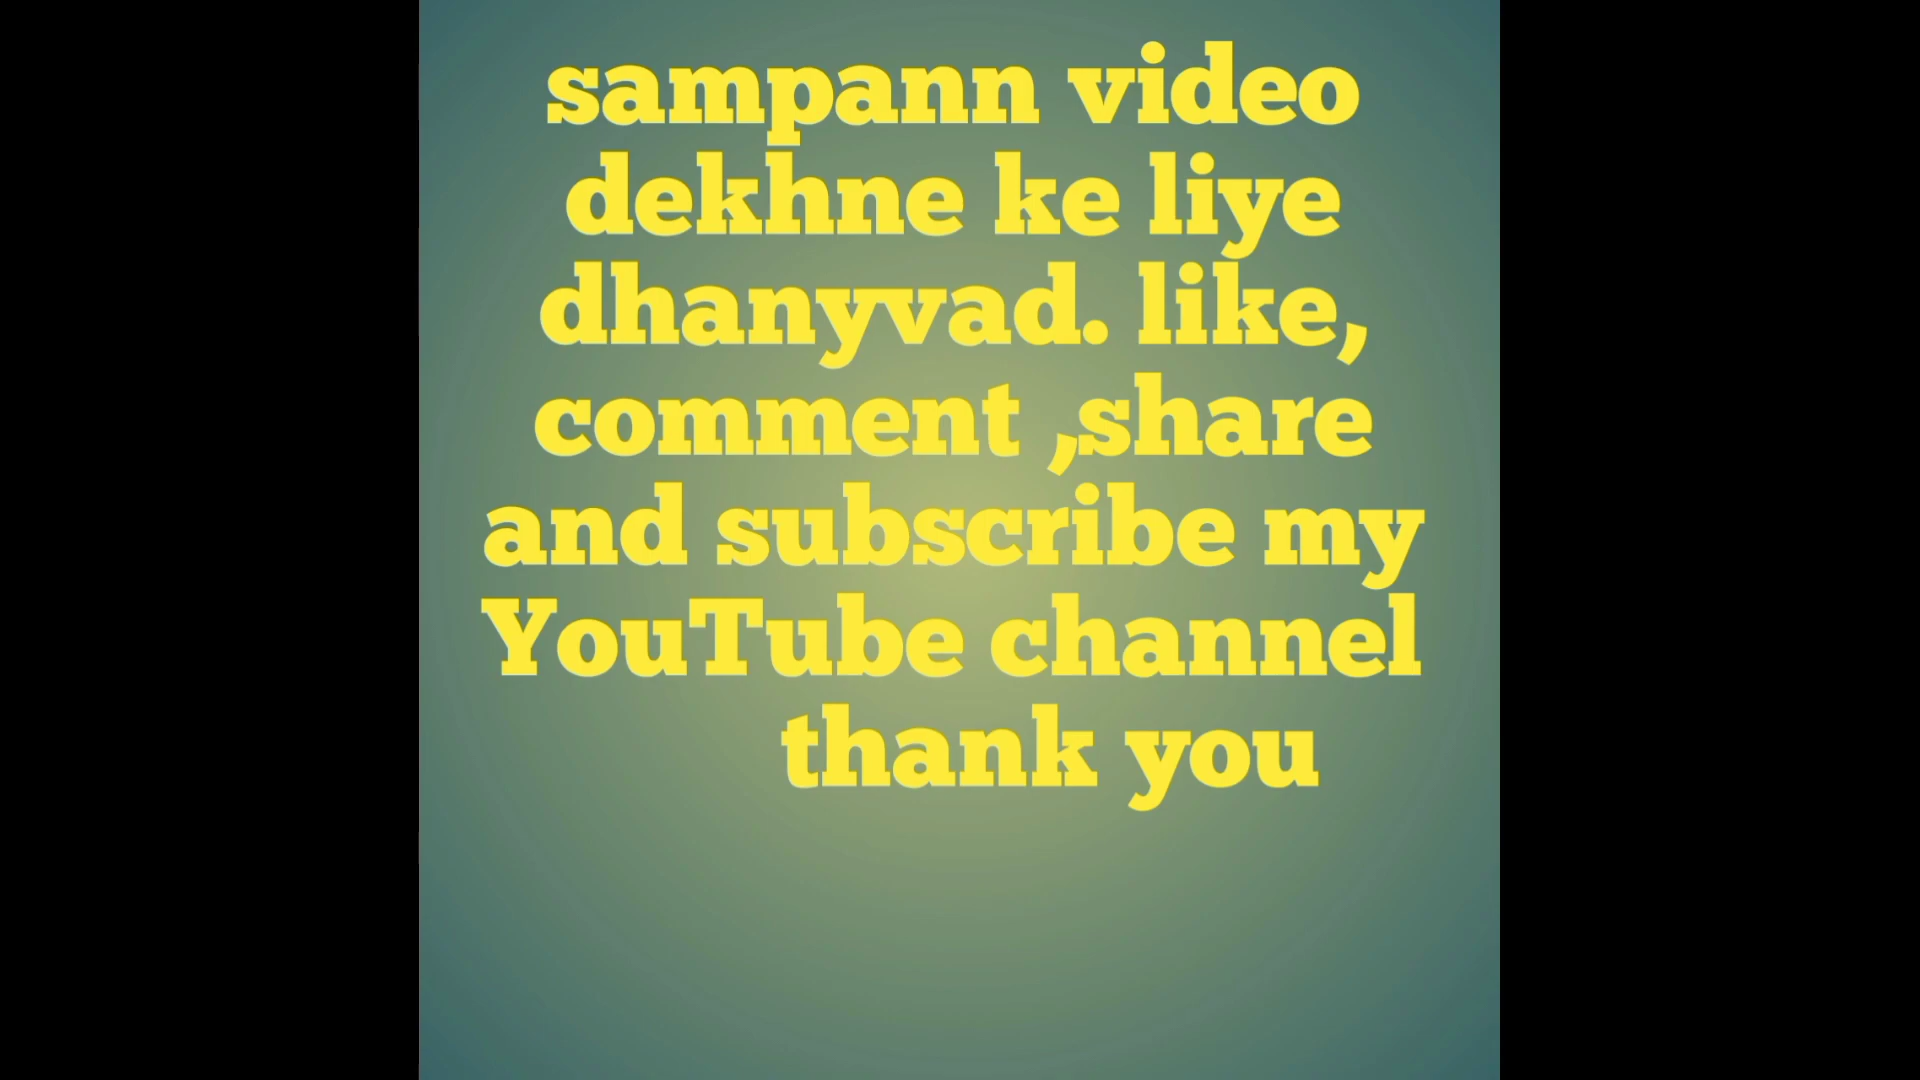 sampann video
dekhne ke liye
dhanyvad. like,
comment ,share
and subscribe my
YouTube channel
thank you